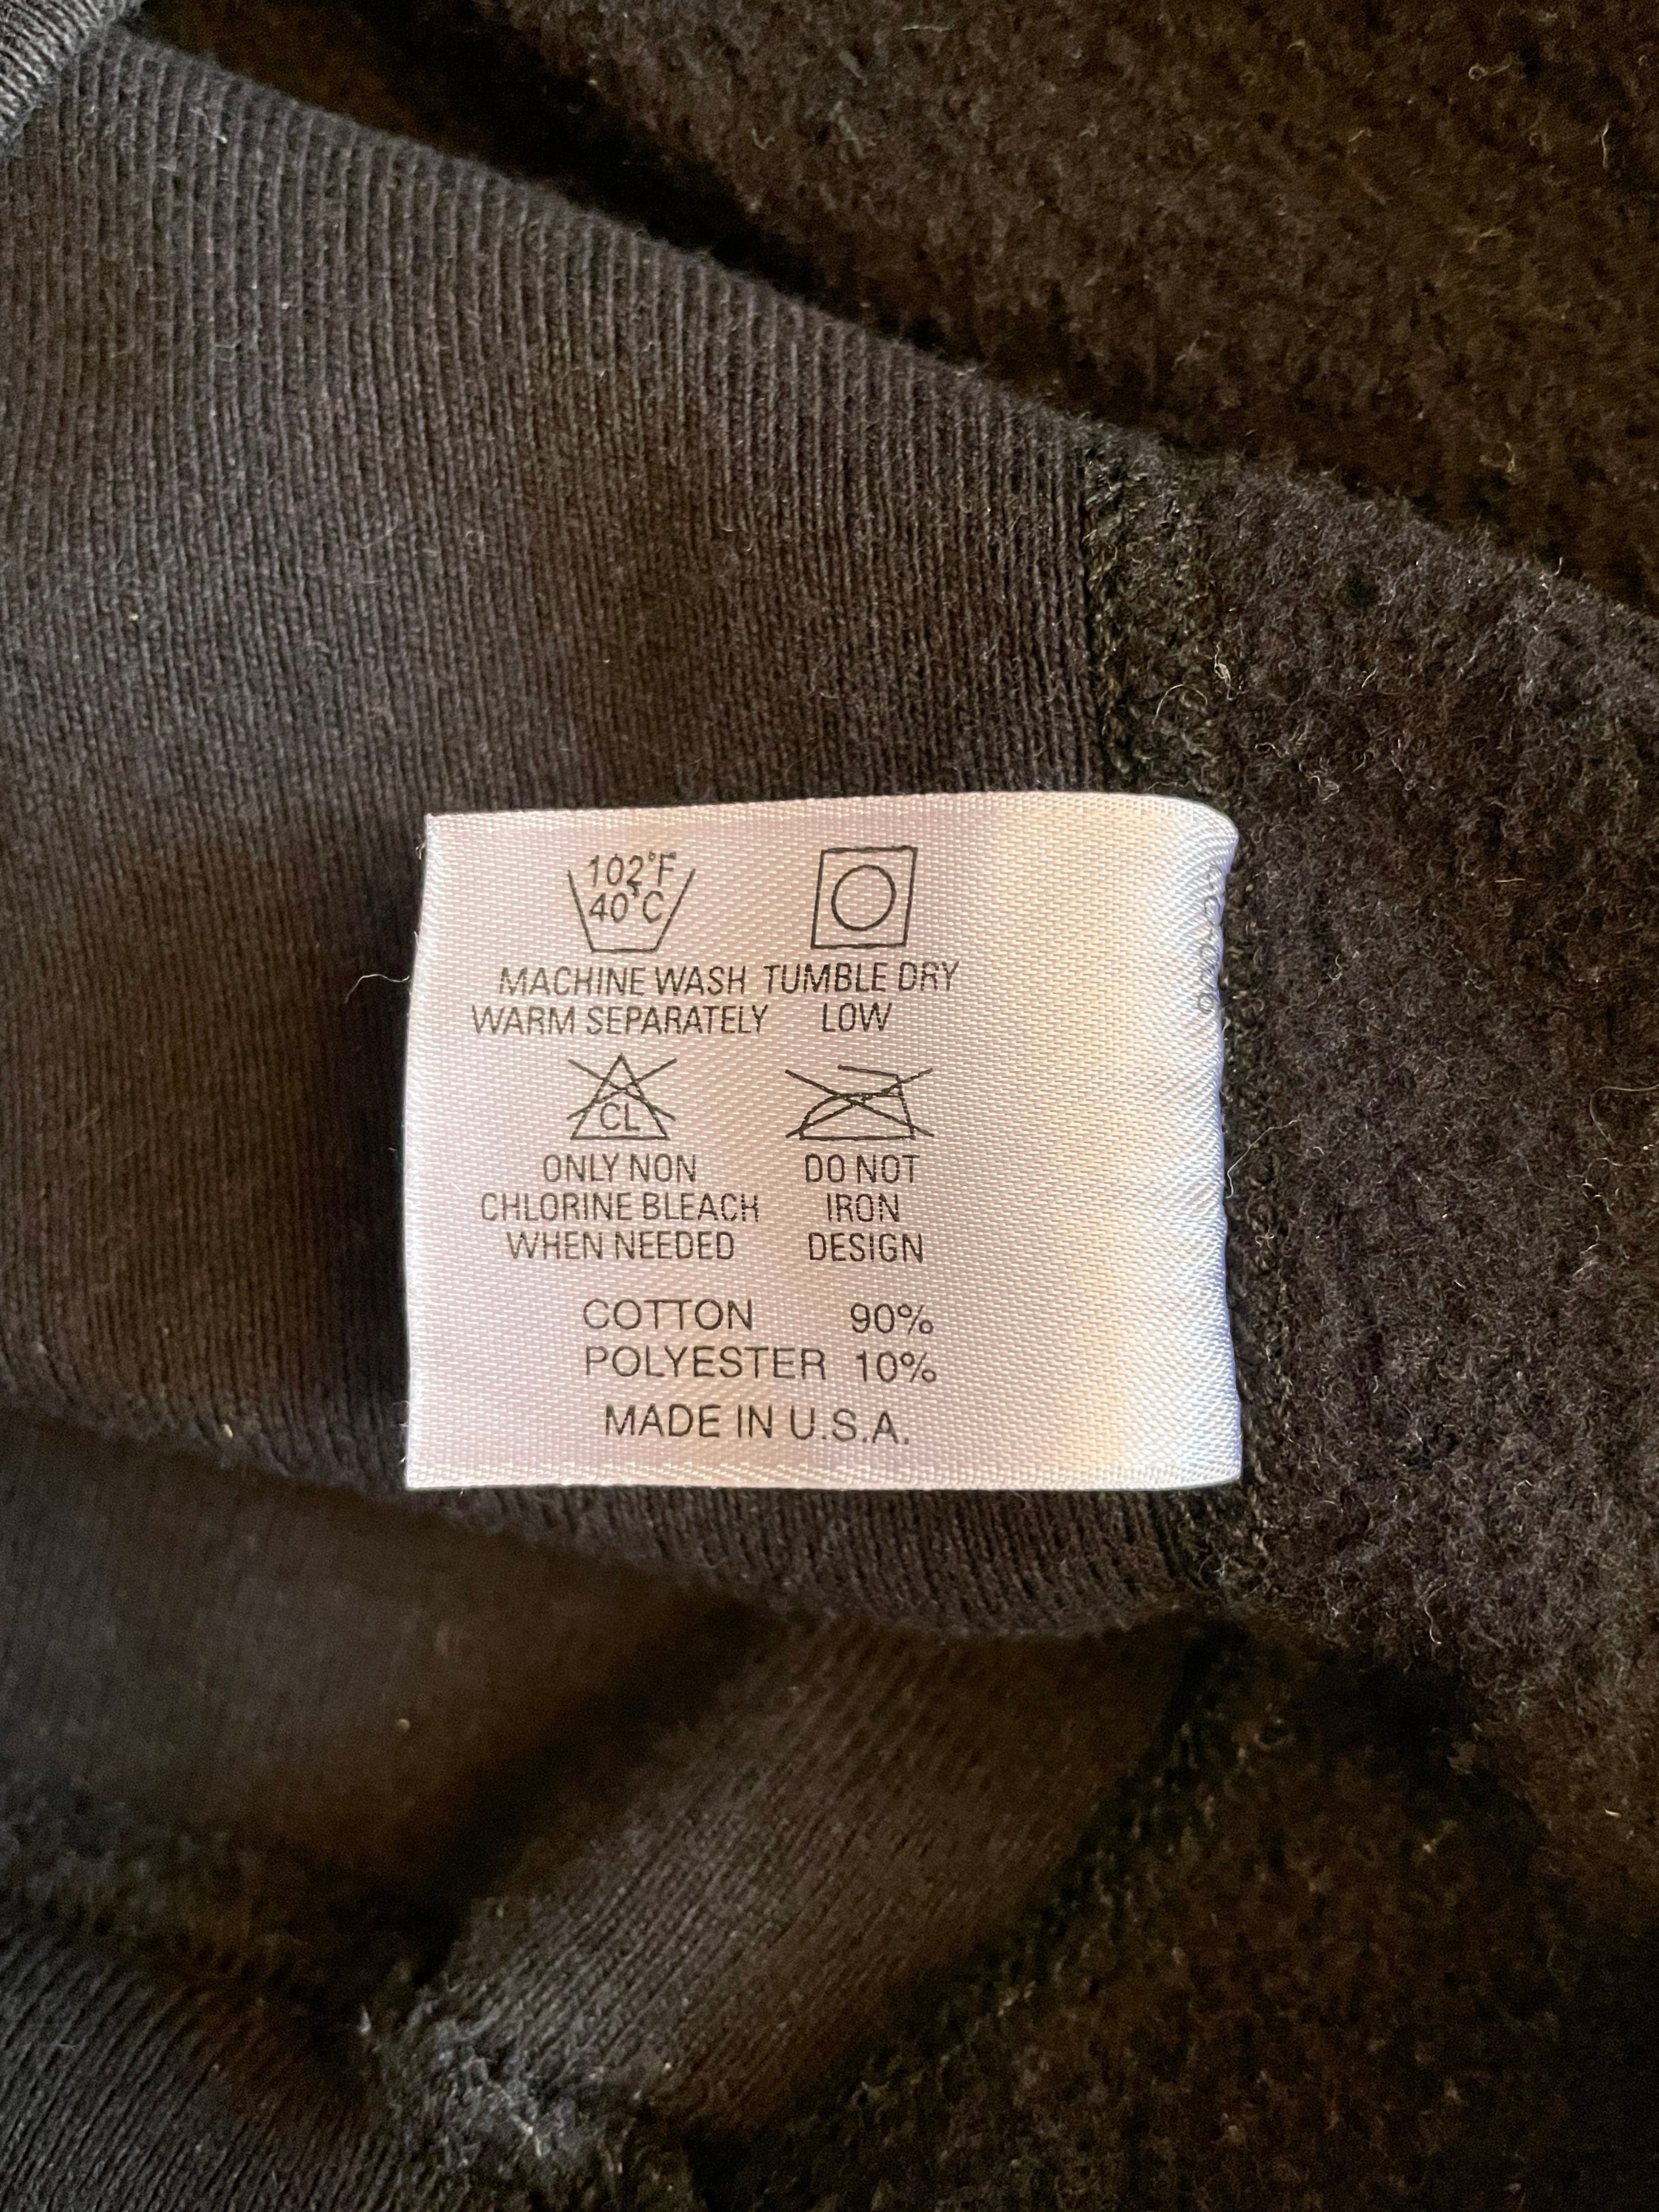 102°F
40°C
MACHINE WASH
WARM SEPARATELY
TUMBLE DRY
LOW
CL
ONLY NON
CHLORINE BLEACH
WHEN NEEDED
DO NOT
IRON
DESIGN
COTTON 90%
POLYESTER 10%
MADE IN U.S.A.